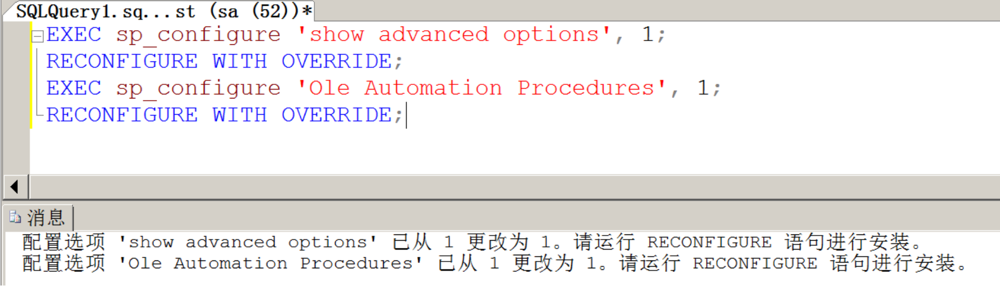 SQLQuery1.sq...st (sa (52))*
EXEC sp_configure 'show advanced options', 1;
RECONFIGURE WITH OVERRIDE;
EXEC sp_configure 'Ole Automation Procedures', 1;
RECONFIGURE WITH OVERRIDE;
消息
配置选项 'show advanced options' 已从 1 更改为 1。请运行 RECONFIGURE 语句进行安装。
配置选项 'Ole Automation Procedures' 已从 1 更改为 1。请运行 RECONFIGURE 语句进行安装。